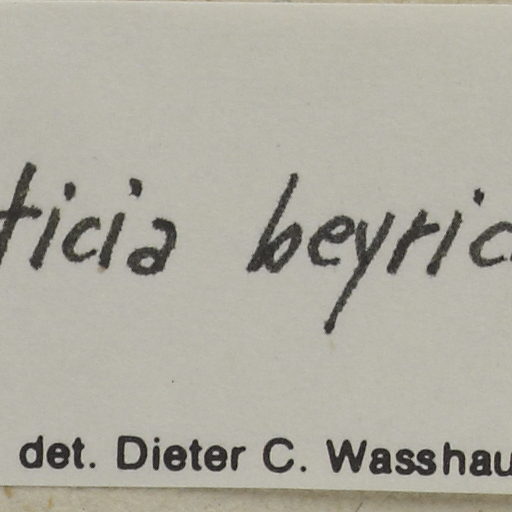 ticia beyric
det. Dieter C. Wasshau